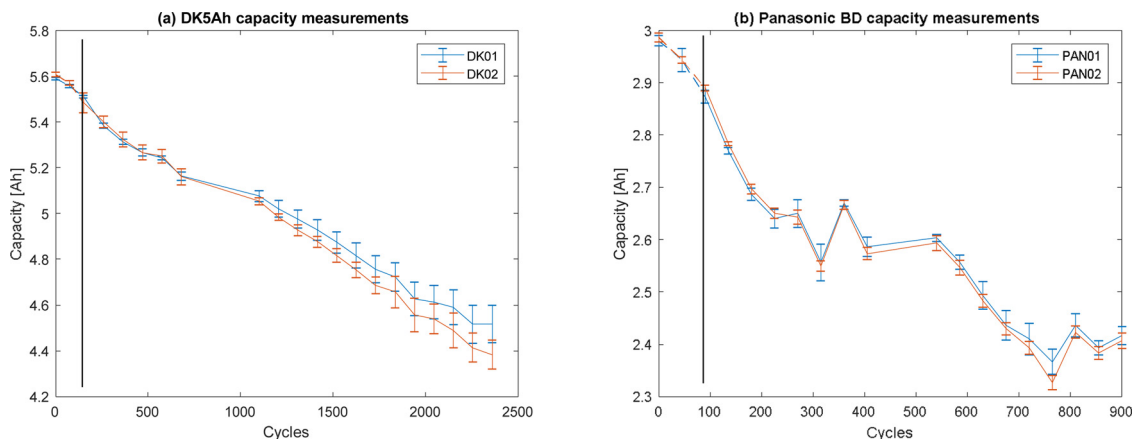 (a) DK5Ah capacity measurements
5.8
5.6
5.4
5.2
5
4.8
4.6
4.4
4.2
Capacity [Ah]
0 500 1000 1500 2000 2500
Cycles
DK01
DK02
(b) Panasonic BD capacity measurements
3
2.9
2.8
2.7
2.6
2.5
2.4
2.3
Capacity [Ah]
0 100 200 300 400 500 600 700 800 900
Cycles
PAN01
PAN02